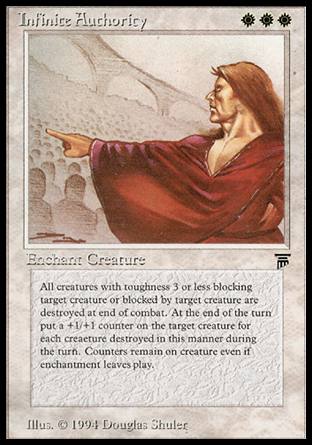 Infinite Authority
Enchant Creature
All creatures with toughness 3 or less blocking
target creature or blocked by target creature are
destroyed at end of combat. At the end of the turn
put a +1/+1 counter on the target creature for
each creature destroyed in this manner during
the turn. Counters remain on creature even if
enchantment leaves play.
Illus. © 1994 Douglas Shuler